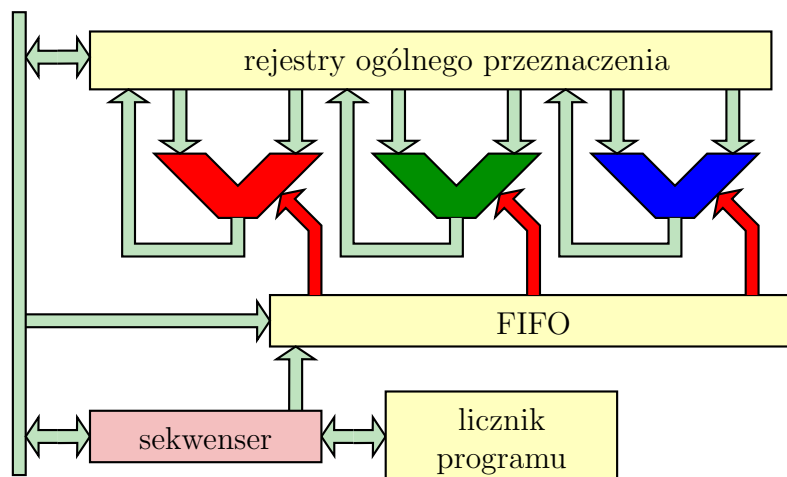 rejestry ogólnego przeznaczenia
FIFO
sekwenser
licznik
programu